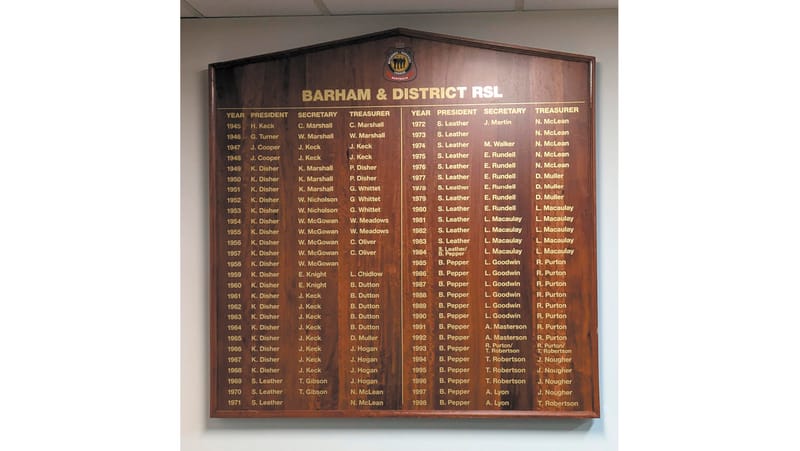 BARHAM & DISTRICT RSL
YEAR PRESIDENT SECRETARY TREASURER
1945 H. Keck C. Marshall C. Marshall
1946 G. Turner W. Marshall W. Marshall
1947 J. Cooper J. Keck J. Keck
1948 J. Cooper J. Keck J. Keck
1949 K. Disher K. Marshall P. Disher
1950 K. Disher K. Marshall P. Disher
1951 K. Disher K. Marshall G. Whittet
1952 K. Disher W. Nicholson G Whittet
1953 K. Disher W. Nicholson G. Whittet
1954 K. Disher W. McGowan W. Meadows
1955 K. Disher W. McGowan W. Meadows
1956 K. Disher W. McGowan C. Oliver
1957 K. Disher W. McGowan C. Oliver
1958 K. Disher W. McGowan
1959 K. Disher E. Knight L. Chidlow
1960 K. Disher E. Knight B. Dutton
1961 K. Disher J. Keck B. Dutton
1962 K. Disher J. Keck B. Dutton
1963 K. Disher J. Keck B. Dutton
1964 K. Disher J. Keck B. Dutton
1965 K. Disher J. Keck D. Muller
1966 K. Disher J. Keck J. Hogan
1967 K. Disher J. Keck J. Hogan
1968 K. Disher J. Keck J. Hogan
1969 S. Leather T. Gibson J. Hogan
1970 S. Leather T. Gibson N. McLean
1971 S. Leather N. McLean
YEAR PRESIDENT SECRETARY TREASURER
1972 S. Leather J. Martin N. McLean
1973 S. Leather N. McLean
1974 S. Leather M. Walker N. McLean
1975 S. Leather E. Rundell N. McLean
1976 S. Leather E. Rundell N. McLean
1977 S. Leather E. Rundell D. Muller
1978 S. Leather E. Rundell D. Muller
1979 S. Leather E. Rundell D. Muller
1980 S. Leather E. Rundell L. Macaulay
1981 S. Leather L. Macaulay L. Macaulay
1982 S. Leather L. Macaulay L. Macaulay
1983 S. Leather L. Macaulay L. Macaulay
1984 S. Leather/ B. Pepper L. Macaulay L. Macaulay
1985 B. Pepper L. Goodwin R. Purton
1986 B. Pepper L. Goodwin R. Purton
1987 B. Pepper L. Goodwin R. Purton
1988 B. Pepper L. Goodwin R. Purton
1989 B. Pepper L. Goodwin R. Purton
1990 B. Pepper L. Goodwin R. Purton
1991 B. Pepper A. Masterson R. Purton
1992 B. Pepper A. Masterson R. Purton
1993 B. Pepper R. Purton/ T. Robertson R. Purton/ T. Robertson
1994 B. Pepper T. Robertson J. Nougher
1995 B. Pepper T. Robertson J. Nougher
1996 B. Pepper T. Robertson J. Nougher
1997 B. Pepper A. Lyon J. Nougher
1998 B. Pepper A. Lyon T. Robertson